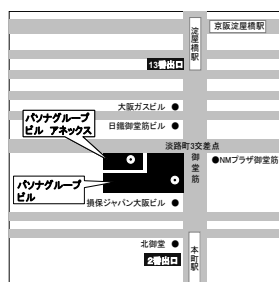 京阪淀屋橋駅
淀屋橋駅
13番出口
大阪ガスビル
日鐵御堂筋ビル
パソナグループ
ビル アネックス
淡路町3交差点
御堂筋
NMプラザ御堂筋
パソナグループ
ビル
損保ジャパン大阪ビル
北御堂
2番出口
本町駅